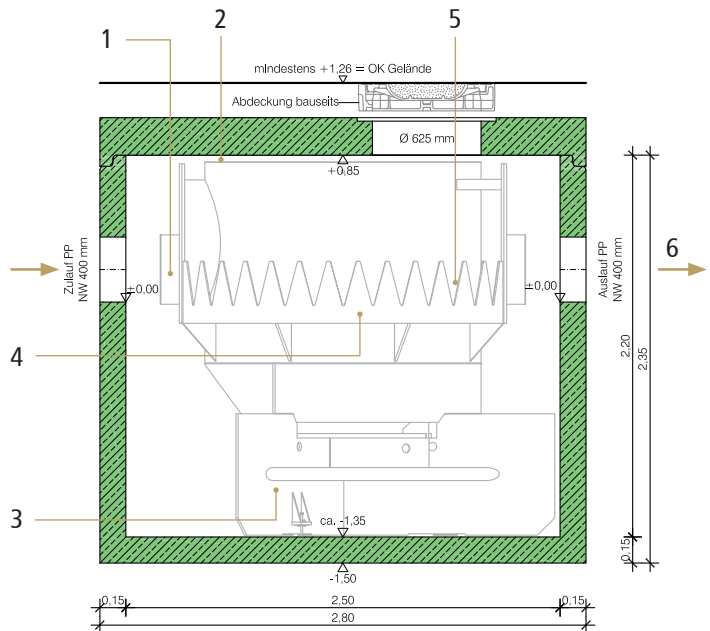 1
2
5
mIndestens +1,26 = OK Gelände
Abdeckung bauseits
Ø 625 mm
+0,85
Zulauf PP
NW 400 mm
±0,00
±0,00
Auslauf PP
NW 400 mm
6
4
2,20
2,35
3
ca. -1,35
0,15
-1,50
0,15
2,50
0,15
2,80